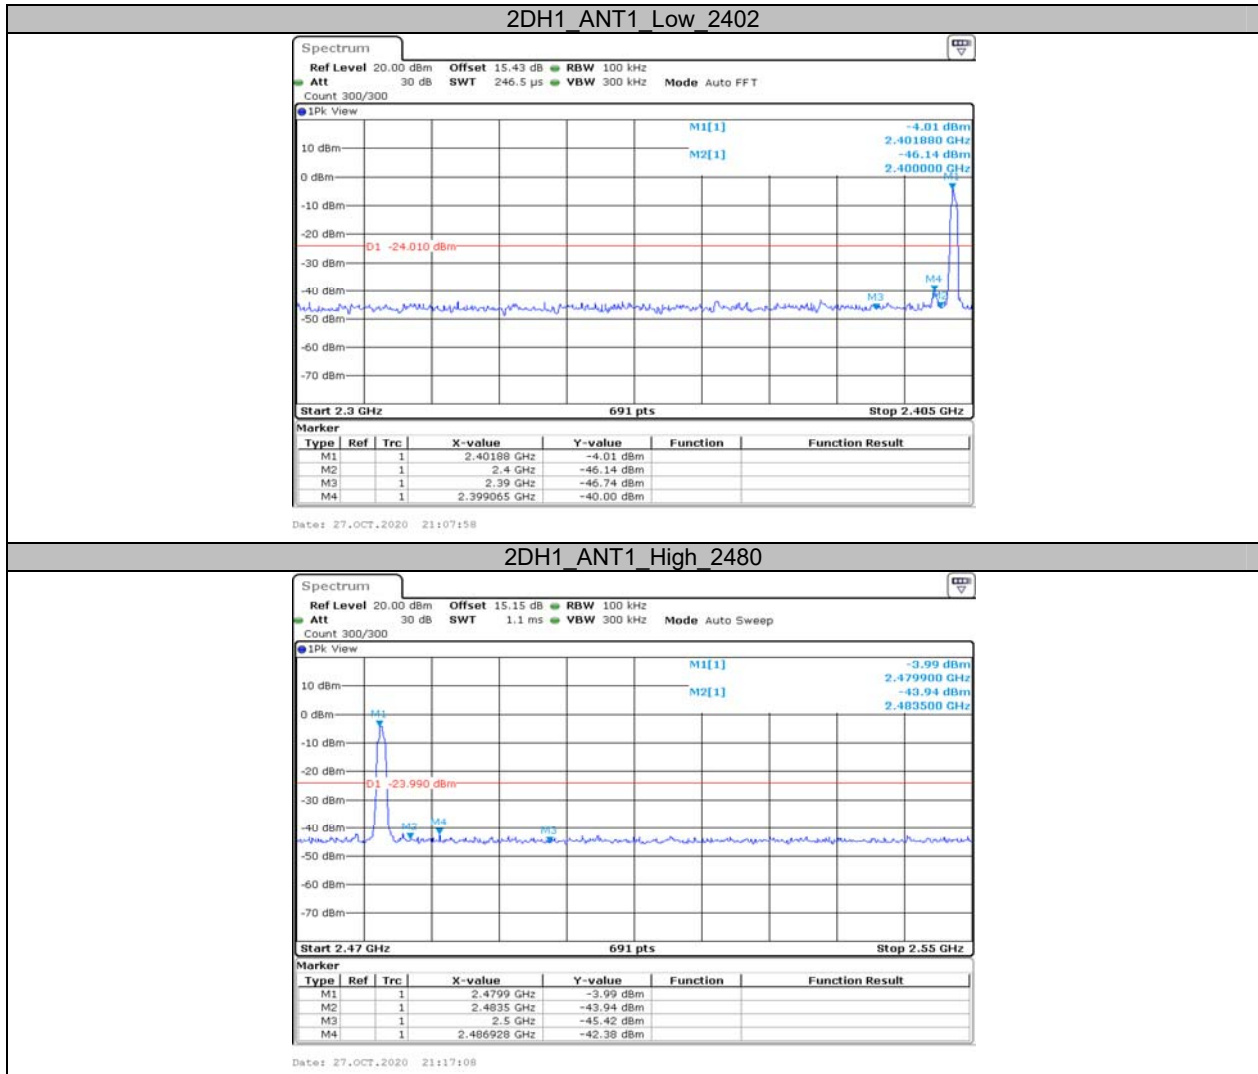 2DH1_ANT1_Low_2402
Spectrum
Ref Level 20.00 dBm Offset 15.43 dB RBW 100 kHz
Att 30 dB SWT 246.5 µs VBW 300 kHz Mode Auto FFT
Count 300/300
1Pk View
M1[1] -4.01 dBm
2.401880 GHz
10 dBm
M2[1] -46.14 dBm
2.400000 GHz
0 dBm
M1
-10 dBm
-20 dBm
D1 -24.010 dBm
-30 dBm
M4
-40 dBm
M3 M2
-50 dBm
-60 dBm
-70 dBm
Start 2.3 GHz 691 pts Stop 2.405 GHz
Marker
Type Ref Trc X-value Y-value Function Function Result
M1 1 2.40188 GHz -4.01 dBm
M2 1 2.4 GHz -46.14 dBm
M3 1 2.39 GHz -46.74 dBm
M4 1 2.399065 GHz -40.00 dBm
Date: 27.OCT.2020 21:07:58
2DH1_ANT1_High_2480
Spectrum
Ref Level 20.00 dBm Offset 15.15 dB RBW 100 kHz
Att 30 dB SWT 1.1 ms VBW 300 kHz Mode Auto Sweep
Count 300/300
1Pk View
M1[1] -3.99 dBm
2.479900 GHz
10 dBm
M2[1] -43.94 dBm
2.483500 GHz
0 dBm
M1
-10 dBm
-20 dBm
D1 -23.990 dBm
-30 dBm
-40 dBm
M2 M4 M3
-50 dBm
-60 dBm
-70 dBm
Start 2.47 GHz 691 pts Stop 2.55 GHz
Marker
Type Ref Trc X-value Y-value Function Function Result
M1 1 2.4799 GHz -3.99 dBm
M2 1 2.4835 GHz -43.94 dBm
M3 1 2.5 GHz -45.42 dBm
M4 1 2.486928 GHz -42.38 dBm
Date: 27.OCT.2020 21:17:08